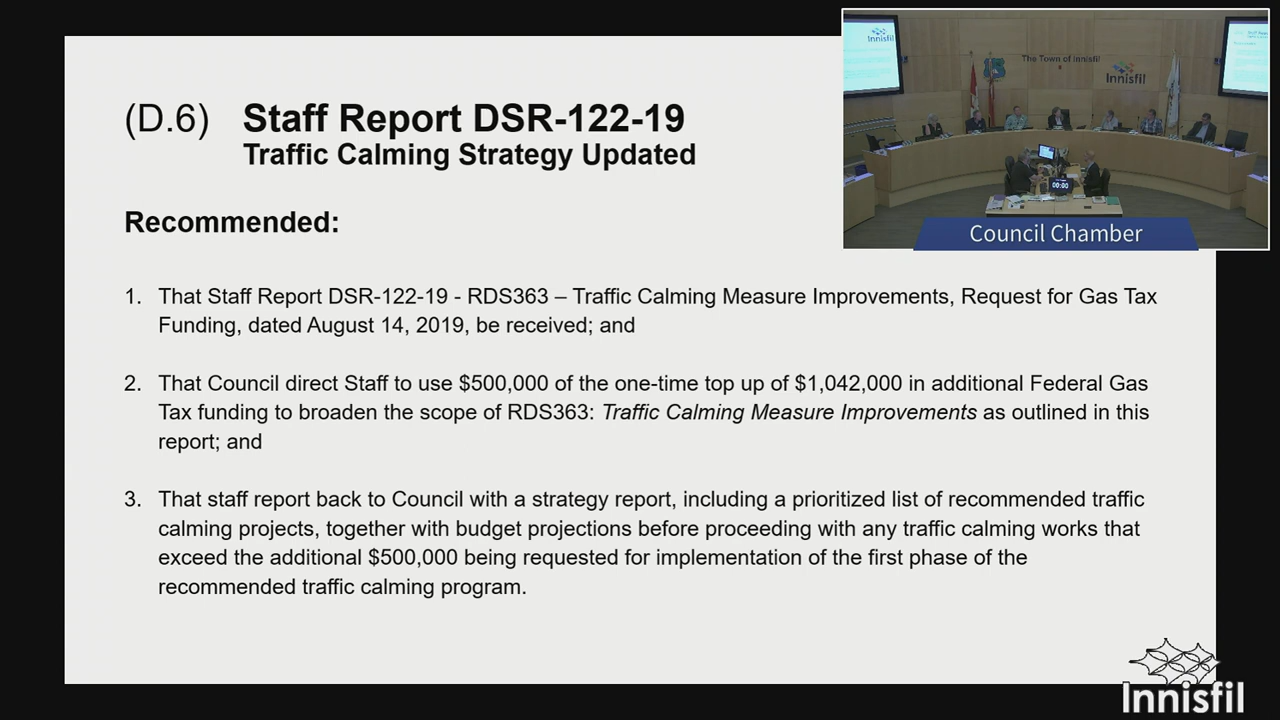 (D.6) Staff Report DSR-122-19
Traffic Calming Strategy Updated
Recommended:
1. That Staff Report DSR-122-19 - RDS363 – Traffic Calming Measure Improvements, Request for Gas Tax
Funding, dated August 14, 2019, be received; and
2. That Council direct Staff to use $500,000 of the one-time top up of $1,042,000 in additional Federal Gas
Tax funding to broaden the scope of RDS363: Traffic Calming Measure Improvements as outlined in this
report; and
3. That staff report back to Council with a strategy report, including a prioritized list of recommended traffic
calming projects, together with budget projections before proceeding with any traffic calming works that
exceed the additional $500,000 being requested for implementation of the first phase of the
recommended traffic calming program.
Innisfil
The Town of Innisfil
Innisfil
00:00
Council Chamber
Innisfil